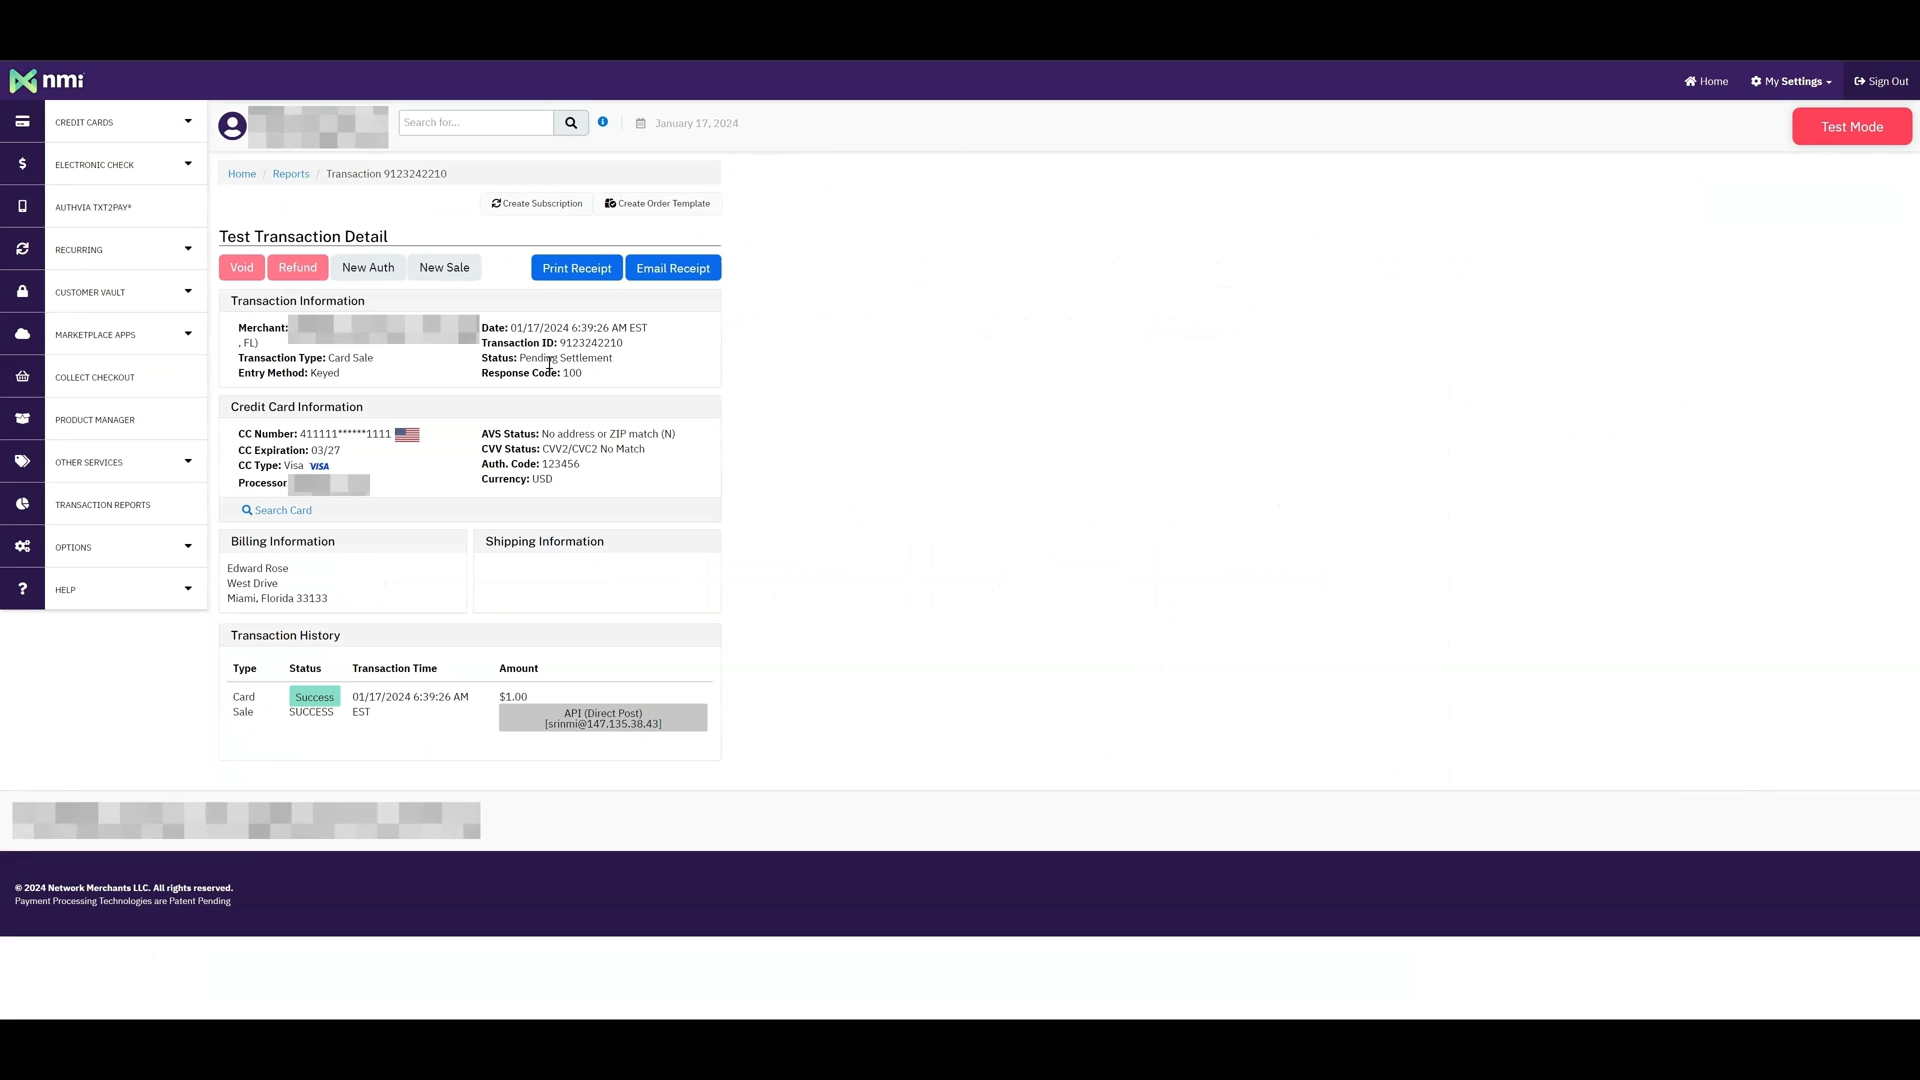 nmi
Home
My Settings
Sign Out
CREDIT CARDS
ELECTRONIC CHECK
AUTHVIA TXT2PAY®
RECURRING
CUSTOMER VAULT
MARKETPLACE APPS
COLLECT CHECKOUT
PRODUCT MANAGER
OTHER SERVICES
TRANSACTION REPORTS
OPTIONS
HELP
Search for...
January 17, 2024
Test Mode
Home / Reports / Transaction 9123242210
Create Subscription
Create Order Template
Test Transaction Detail
Void
Refund
New Auth
New Sale
Print Receipt
Email Receipt
Transaction Information
Merchant:
, FL)
Transaction Type: Card Sale
Entry Method: Keyed
Date: 01/17/2024 6:39:26 AM EST
Transaction ID: 9123242210
Status: Pending Settlement
Response Code: 100
Credit Card Information
CC Number: 411111******1111
CC Expiration: 03/27
CC Type: Visa VISA
Processor
AVS Status: No address or ZIP match (N)
CVV Status: CVV2/CVC2 No Match
Auth. Code: 123456
Currency: USD
Search Card
Billing Information
Edward Rose
West Drive
Miami, Florida 33133
Shipping Information
Transaction History
Type Status Transaction Time Amount
Card Success 01/17/2024 6:39:26 AM $1.00
Sale SUCCESS EST
API (Direct Post)
[srinmi@147.135.38.43]
© 2024 Network Merchants LLC. All rights reserved.
Payment Processing Technologies are Patent Pending